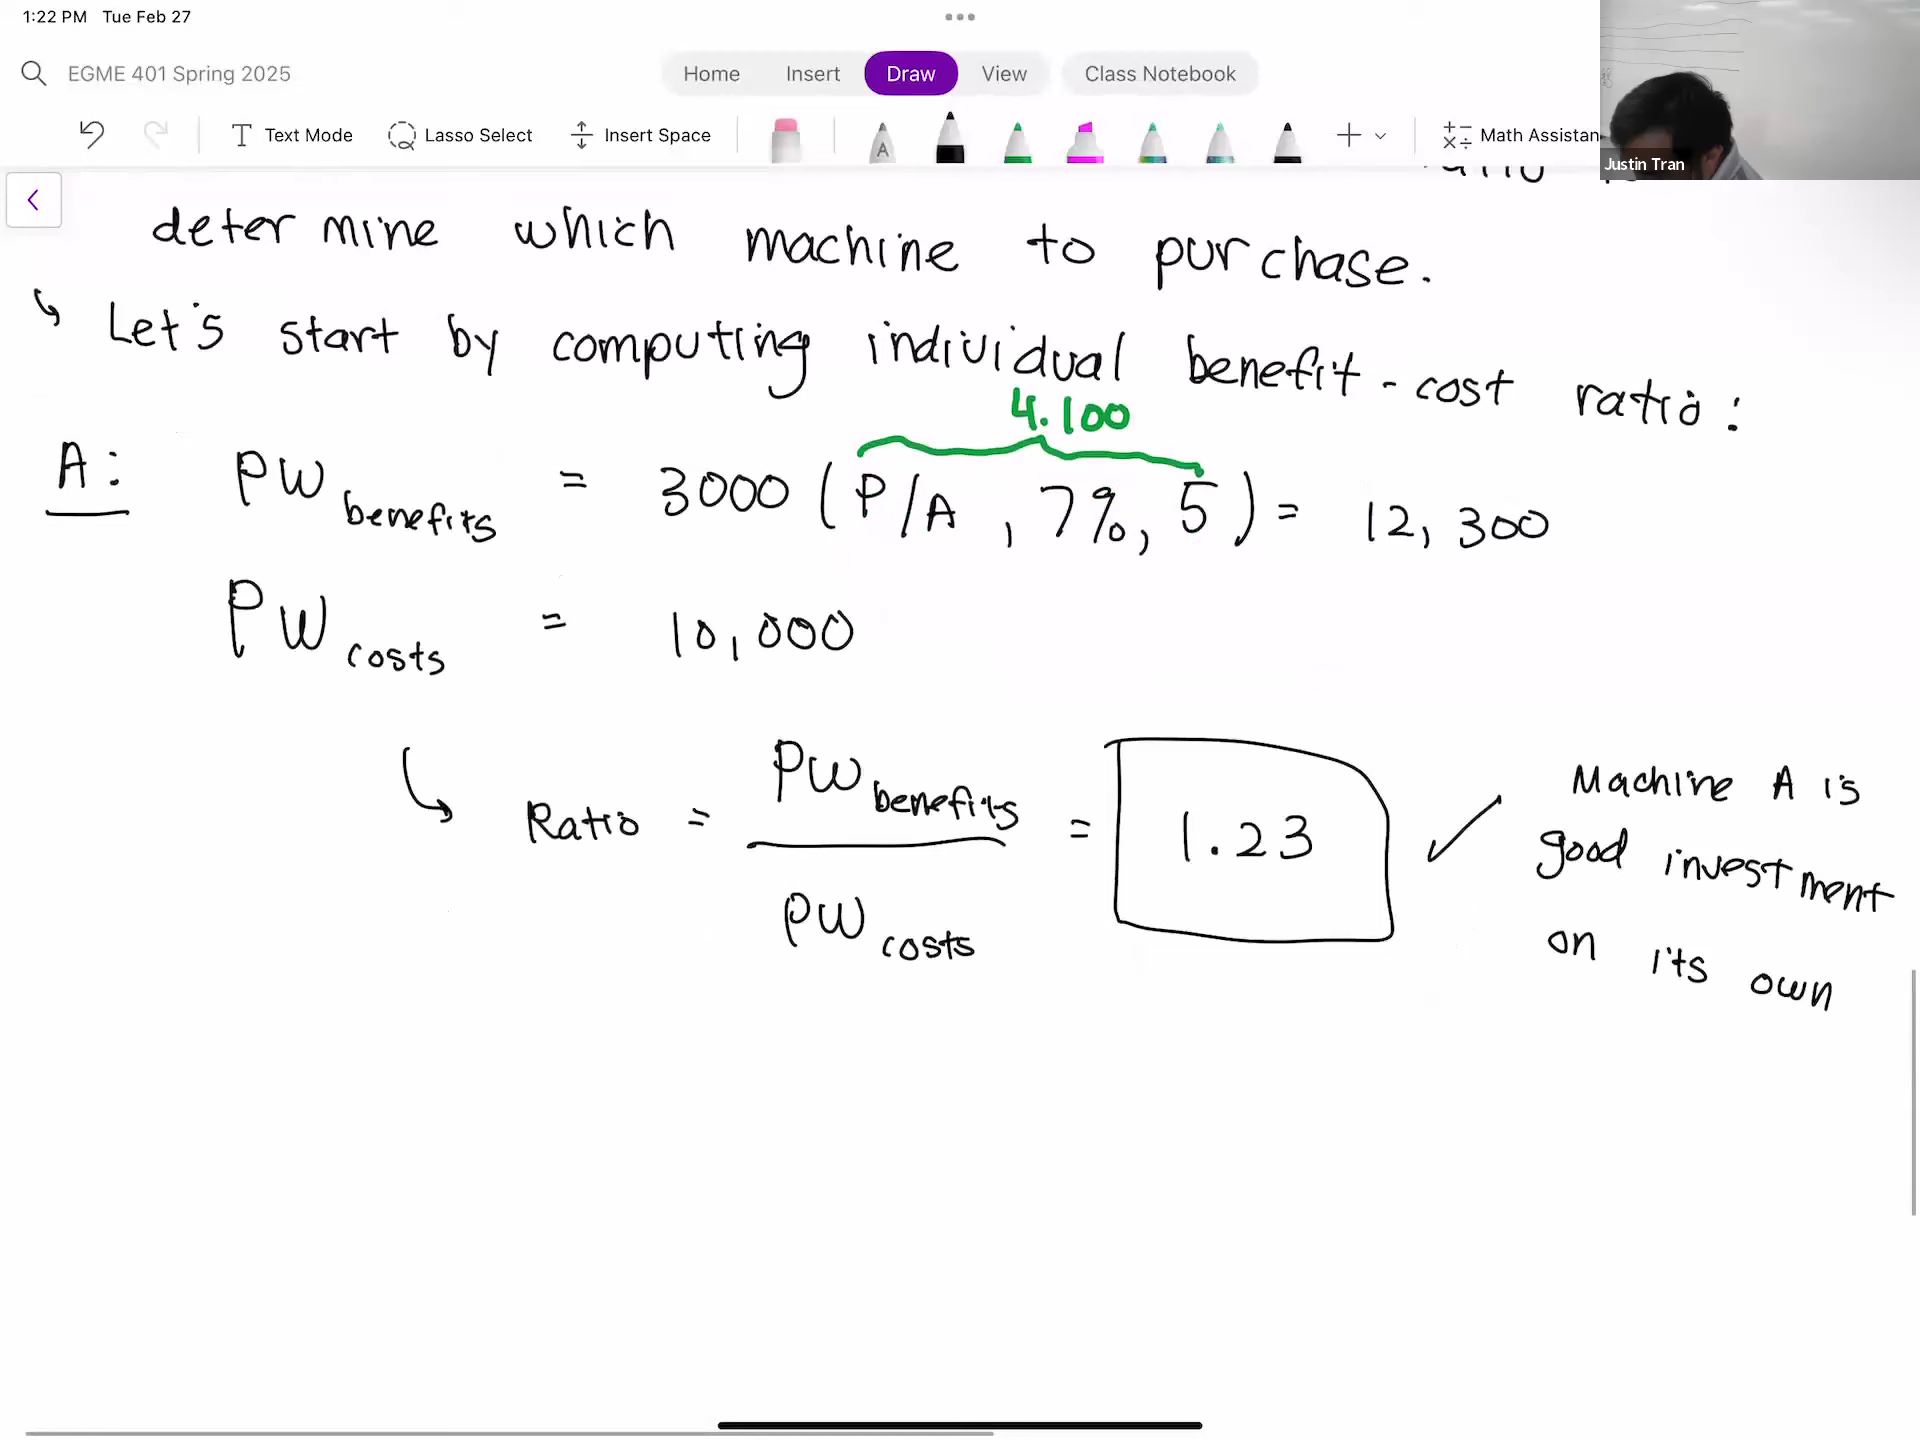 1:22 PM Tue Feb 27
EGME 401 Spring 2025
Home Insert Draw View Class Notebook
Text Mode Lasso Select Insert Space A Math Assistan
Justin Tran
determine which machine to purchase.
Let's start by computing individual benefit-cost ratio:
4.100
A: PW benefits = 3000 (P/A, 7%, 5) = 12,300
PW costs = 10,000
Ratio = PW benefits / PW costs = 1.23 ✓
Machine A is
good investment
on its own